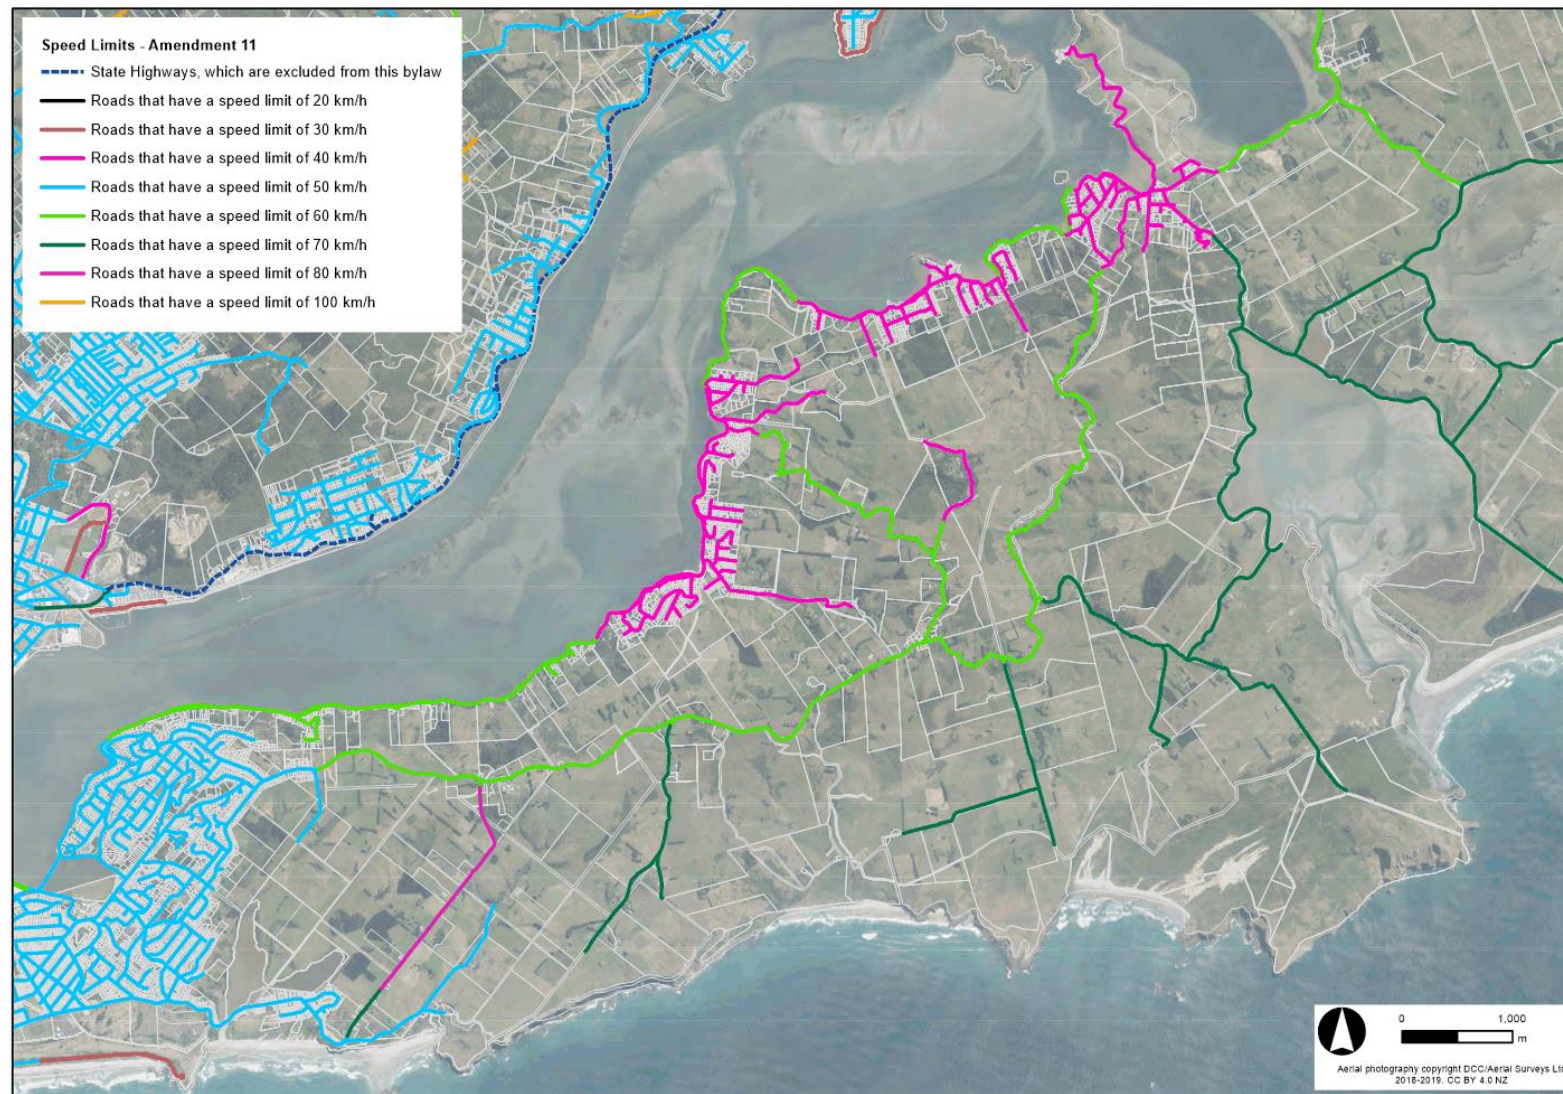 Speed Limits - Amendment 11
State Highways, which are excluded from this bylaw
Roads that have a speed limit of 20 km/h
Roads that have a speed limit of 30 km/h
Roads that have a speed limit of 40 km/h
Roads that have a speed limit of 50 km/h
Roads that have a speed limit of 60 km/h
Roads that have a speed limit of 70 km/h
Roads that have a speed limit of 80 km/h
Roads that have a speed limit of 100 km/h
0 1,000
m
Aerial photography copyright DCC/Aerial Surveys Ltd
2018-2019. CC BY 4.0 NZ